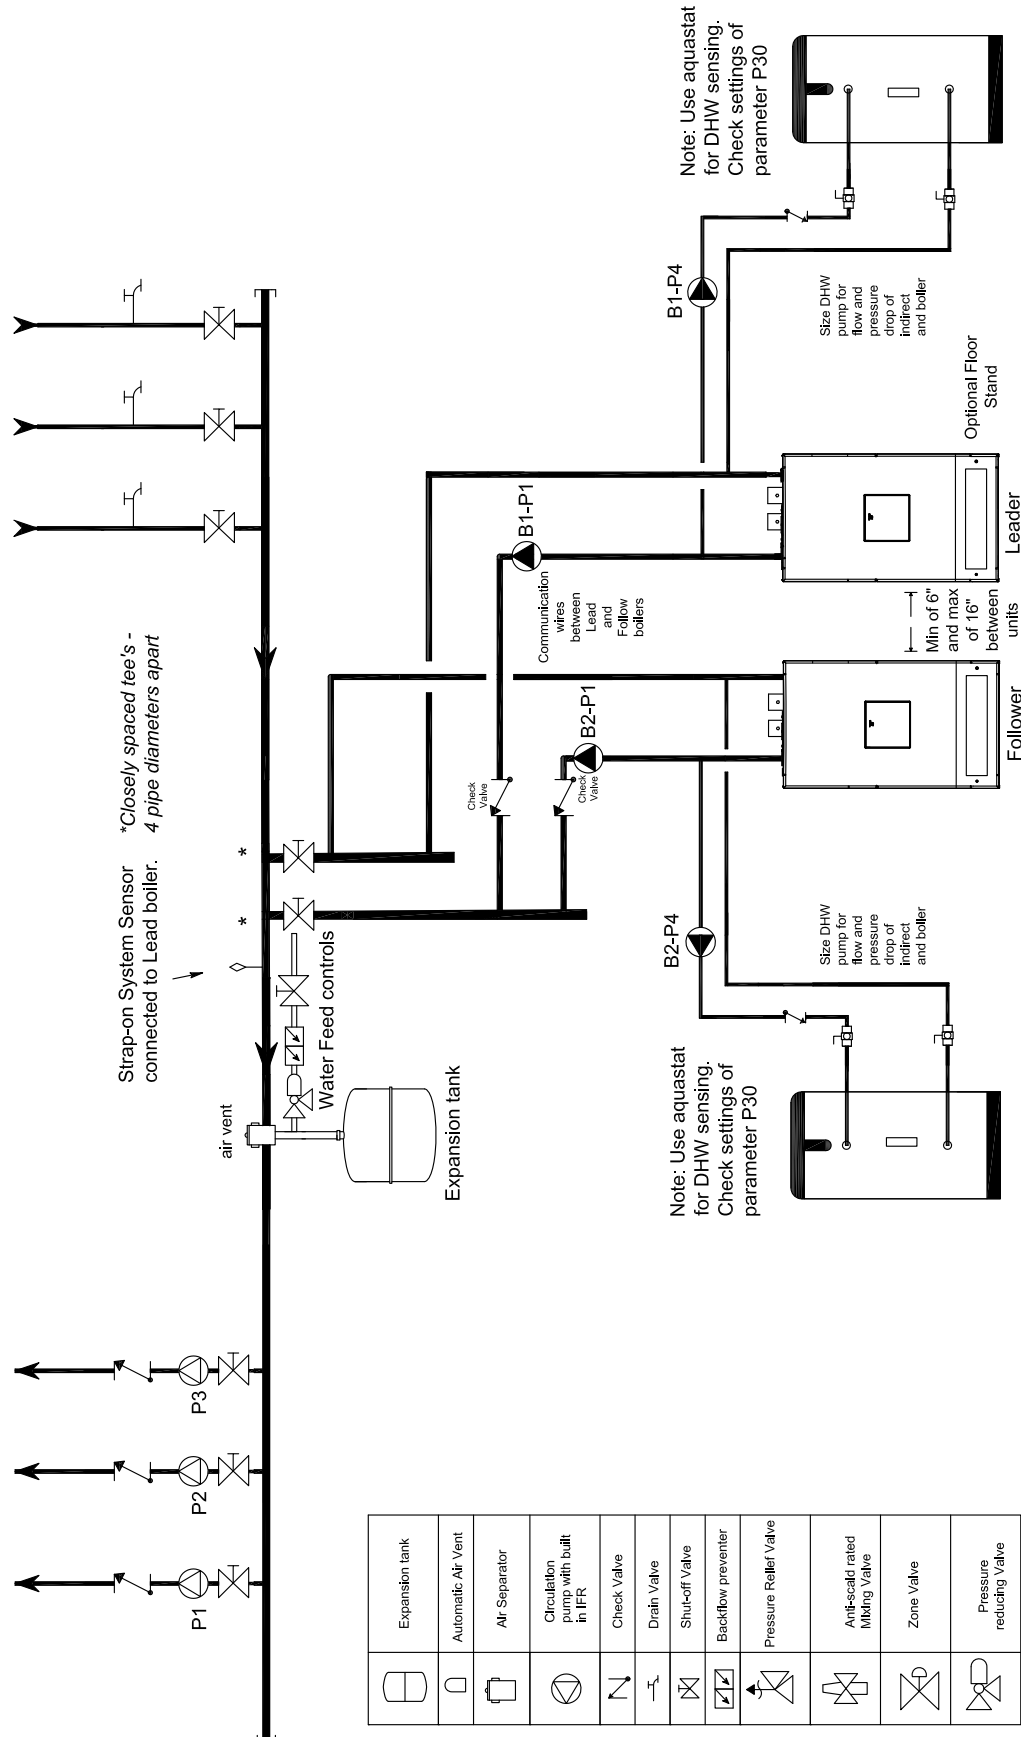 P1
P2
P3
air vent
Strap-on System Sensor
connected to Lead boiler.
*Closely spaced tee's -
4 pipe diameters apart
*
*
Water Feed controls
Expansion tank
Check
Valve
Check
Valve
B2-P1
B1-P1
Communication
wires
between
Lead
and
Follow
boilers
B2-P4
B1-P4
Note: Use aquastat
for DHW sensing.
Check settings of
parameter P30
Size DHW
pump for
flow and
pressure
drop of
indirect
and boiler
Note: Use aquastat
for DHW sensing.
Check settings of
parameter P30
Size DHW
pump for
flow and
pressure
drop of
indirect
and boiler
Optional Floor
Stand
Min of 6"
and max
of 16"
between
units
Follower
Leader
Expansion tank
Automatic Air Vent
Air Separator
Circulation
pump with built
in IFR
Check Valve
Drain Valve
Shut-off Valve
Backflow preventer
Pressure Relief Valve
Anti-scald rated
Mixing Valve
Zone Valve
Pressure
reducing Valve